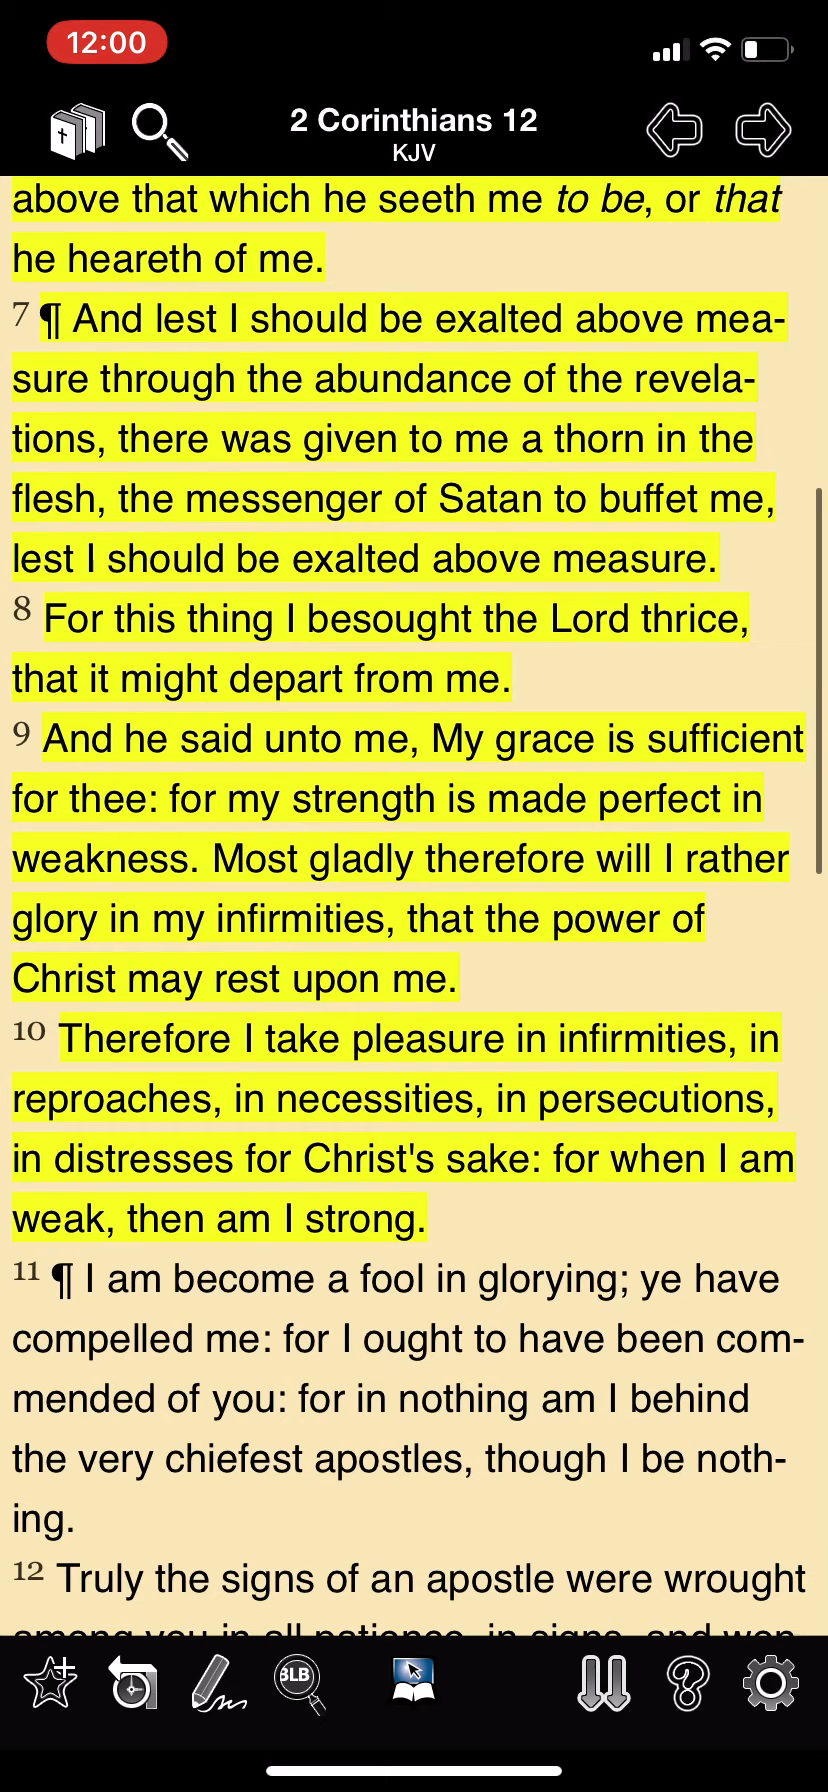 12:00
2 Corinthians 12
KJV
above that which he seeth me to be, or that
he heareth of me.
7 ¶ And lest I should be exalted above mea-
sure through the abundance of the revela-
tions, there was given to me a thorn in the
flesh, the messenger of Satan to buffet me,
lest I should be exalted above measure.
8 For this thing I besought the Lord thrice,
that it might depart from me.
9 And he said unto me, My grace is sufficient
for thee: for my strength is made perfect in
weakness. Most gladly therefore will I rather
glory in my infirmities, that the power of
Christ may rest upon me.
10 Therefore I take pleasure in infirmities, in
reproaches, in necessities, in persecutions,
in distresses for Christ's sake: for when I am
weak, then am I strong.
11 ¶ I am become a fool in glorying; ye have
compelled me: for I ought to have been com-
mended of you: for in nothing am I behind
the very chiefest apostles, though I be noth-
ing.
12 Truly the signs of an apostle were wrought
among you in all patience, in signs, and won-
BLB